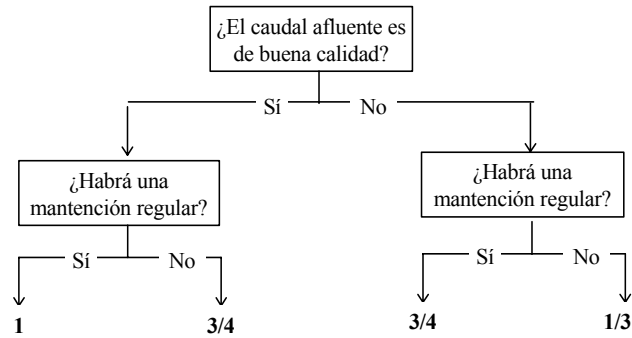 ¿El caudal afluente es
de buena calidad?
Sí No
¿Habrá una
mantención regular?
¿Habrá una
mantención regular?
Sí No
Sí No
1 3/4 3/4 1/3